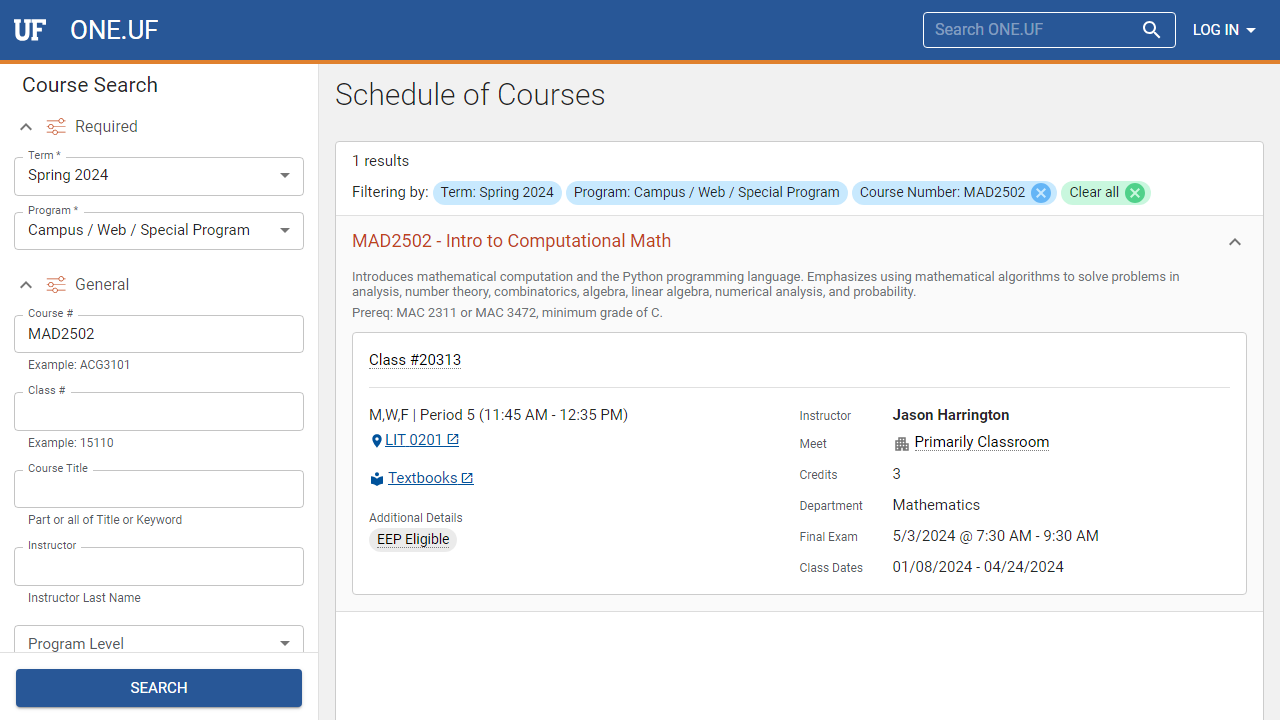 UF ONE.UF
Search ONE.UF
LOG IN
Course Search
Required
Term *
Spring 2024
Program *
Campus / Web / Special Program
General
Course #
MAD2502
Example: ACG3101
Class #
Example: 15110
Course Title
Part or all of Title or Keyword
Instructor
Instructor Last Name
Program Level
SEARCH
Schedule of Courses
1 results
Filtering by: Term: Spring 2024 Program: Campus / Web / Special Program Course Number: MAD2502 Clear all
MAD2502 - Intro to Computational Math
Introduces mathematical computation and the Python programming language. Emphasizes using mathematical algorithms to solve problems in
analysis, number theory, combinatorics, algebra, linear algebra, numerical analysis, and probability.
Prereq: MAC 2311 or MAC 3472, minimum grade of C.
Class #20313
M,W,F | Period 5 (11:45 AM - 12:35 PM)
LIT 0201
Textbooks
Additional Details
EEP Eligible
Instructor Jason Harrington
Meet Primarily Classroom
Credits 3
Department Mathematics
Final Exam 5/3/2024 @ 7:30 AM - 9:30 AM
Class Dates 01/08/2024 - 04/24/2024